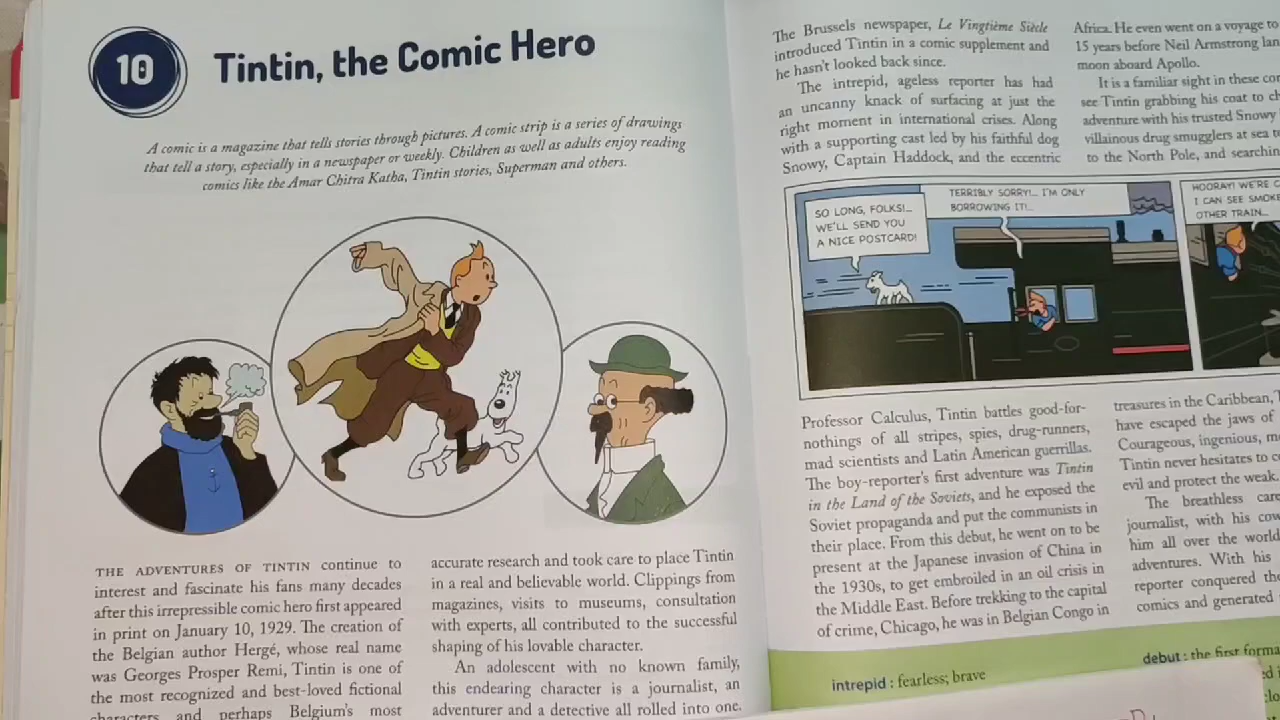 10
Tintin, the Comic Hero
A comic is a magazine that tells stories through pictures. A comic strip is a series of drawings
that tell a story, especially in a newspaper or weekly. Children as well as adults enjoy reading
comics like the Amar Chitra Katha, Tintin stories, Superman and others.
THE ADVENTURES OF TINTIN continue to
interest and fascinate his fans many decades
after this irrepressible comic hero first appeared
in print on January 10, 1929. The creation of
the Belgian author Hergé, whose real name
was Georges Prosper Remi, Tintin is one of
the most recognized and best-loved fictional
characters and perhaps Belgium's most
accurate research and took care to place Tintin
in a real and believable world. Clippings from
magazines, visits to museums, consultation
with experts, all contributed to the successful
shaping of his lovable character.
An adolescent with no known family,
this endearing character is a journalist, an
adventurer and a detective all rolled into one.
The Brussels newspaper, Le Vingtième Siècle
introduced Tintin in a comic supplement and
he hasn't looked back since.
The intrepid, ageless reporter has had
an uncanny knack of surfacing at just the
right moment in international crises. Along
with a supporting cast led by his faithful dog
Snowy, Captain Haddock, and the eccentric
Africa. He even went on a voyage to
15 years before Neil Armstrong lan
moon aboard Apollo.
It is a familiar sight in these co
see Tintin grabbing his coat to ch
adventure with his trusted Snowy
villainous drug smugglers at sea t
to the North Pole, and searchin
SO LONG, FOLKS!..
WE'LL SEND YOU
A NICE POSTCARD!
TERRIBLY SORRY!.. I'M ONLY
BORROWING IT!..
HOORAY! WE'RE
I CAN SEE SMOKE
OTHER TRAIN...
Professor Calculus, Tintin battles good-for-
nothings of all stripes, spies, drug-runners,
mad scientists and Latin American guerrillas.
The boy-reporter's first adventure was Tintin
in the Land of the Soviets, and he exposed the
Soviet propaganda and put the communists in
their place. From this debut, he went on to be
present at the Japanese invasion of China in
the 1930s, to get embroiled in an oil crisis in
the Middle East. Before trekking to the capital
of crime, Chicago, he was in Belgian Congo in
treasures in the Caribbean,
have escaped the jaws of
Courageous, ingenious, m
Tintin never hesitates to c
evil and protect the weak.
The breathless care
journalist, with his cow
him all over the world
adventures. With his
reporter conquered the
comics and generated
intrepid : fearless; brave
debut : the first forma